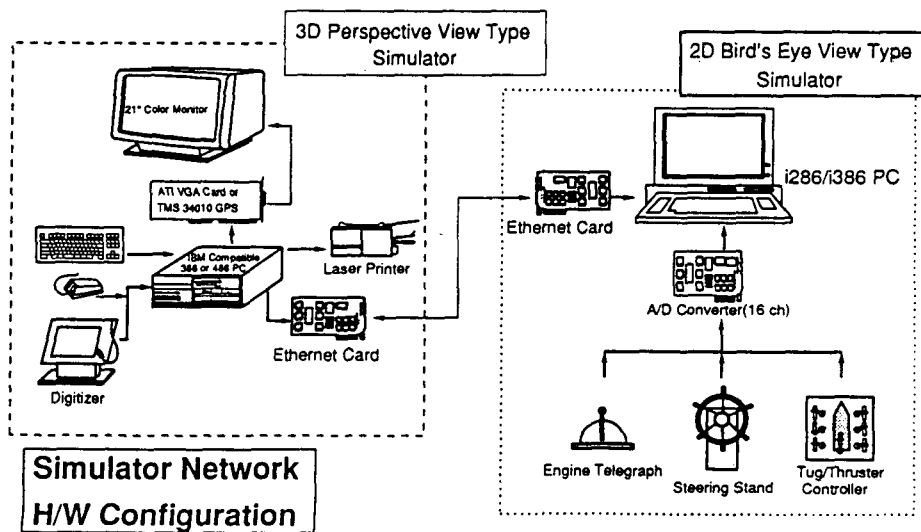 3D Perspective View Type
Simulator
2D Bird's Eye View Type
Simulator
21" Color Monitor
ATI VGA Card or
TMS 34010 GPS
IBM Compatible
386 or 486 PC
Laser Printer
Ethernet Card
Digitizer
Ethernet Card
i286/i386 PC
A/D Converter(16 ch)
Engine Telegraph
Steering Stand
Tug/Thruster
Controller
Simulator Network
H/W Configuration